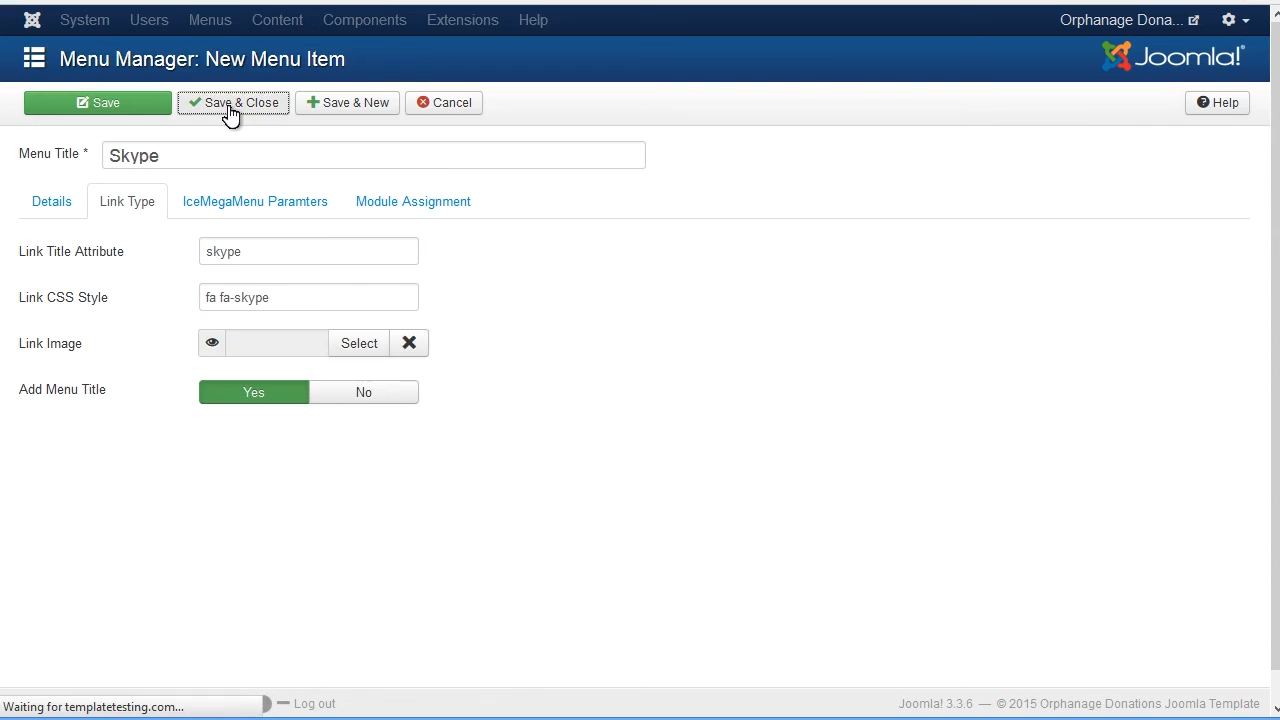 System Users Menus Content Components Extensions Help Orphanage Dona...
Menu Manager: New Menu Item Joomla!
Save Save & Close Save & New Cancel Help
Menu Title * Skype
Details Link Type IceMegaMenu Paramters Module Assignment
Link Title Attribute skype
Link CSS Style fa fa-skype
Link Image Select
Add Menu Title Yes No
Waiting for templatetesting.com... Log out Joomla! 3.3.6 — © 2015 Orphanage Donations Joomla Template